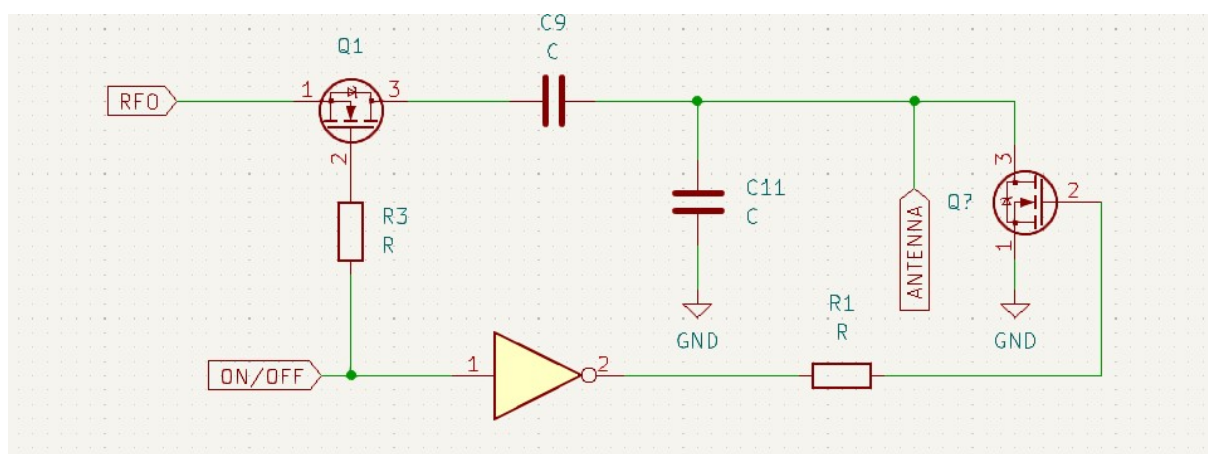 C9
C
Q1
1
3
RFO
2
R3
R
C11
C
Q?
3
2
1
ANTENNA
GND
GND
R1
R
ON/OFF
1
2